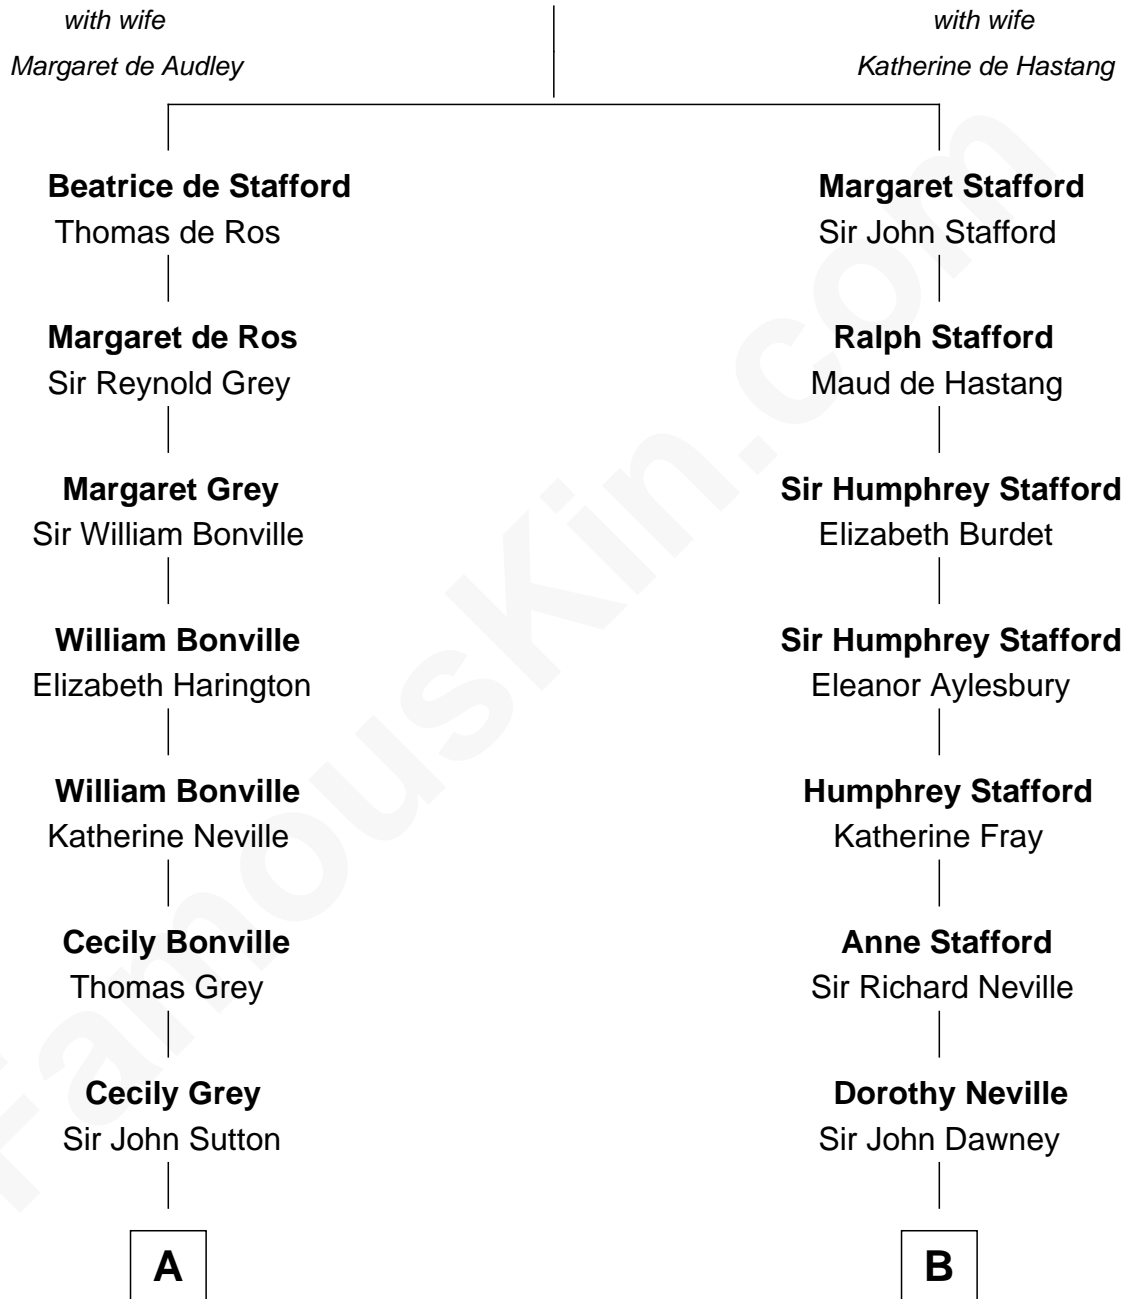 with wife
Margaret de Audley
with wife
Katherine de Hastang
Beatrice de Stafford
Thomas de Ros
Margaret Stafford
Sir John Stafford
Margaret de Ros
Sir Reynold Grey
Ralph Stafford
Maud de Hastang
Margaret Grey
Sir William Bonville
Sir Humphrey Stafford
Elizabeth Burdet
William Bonville
Elizabeth Harington
Sir Humphrey Stafford
Eleanor Aylesbury
William Bonville
Katherine Neville
Humphrey Stafford
Katherine Fray
Cecily Bonville
Thomas Grey
Anne Stafford
Sir Richard Neville
Cecily Grey
Sir John Sutton
Dorothy Neville
Sir John Dawney
A
B
FamousKin.com